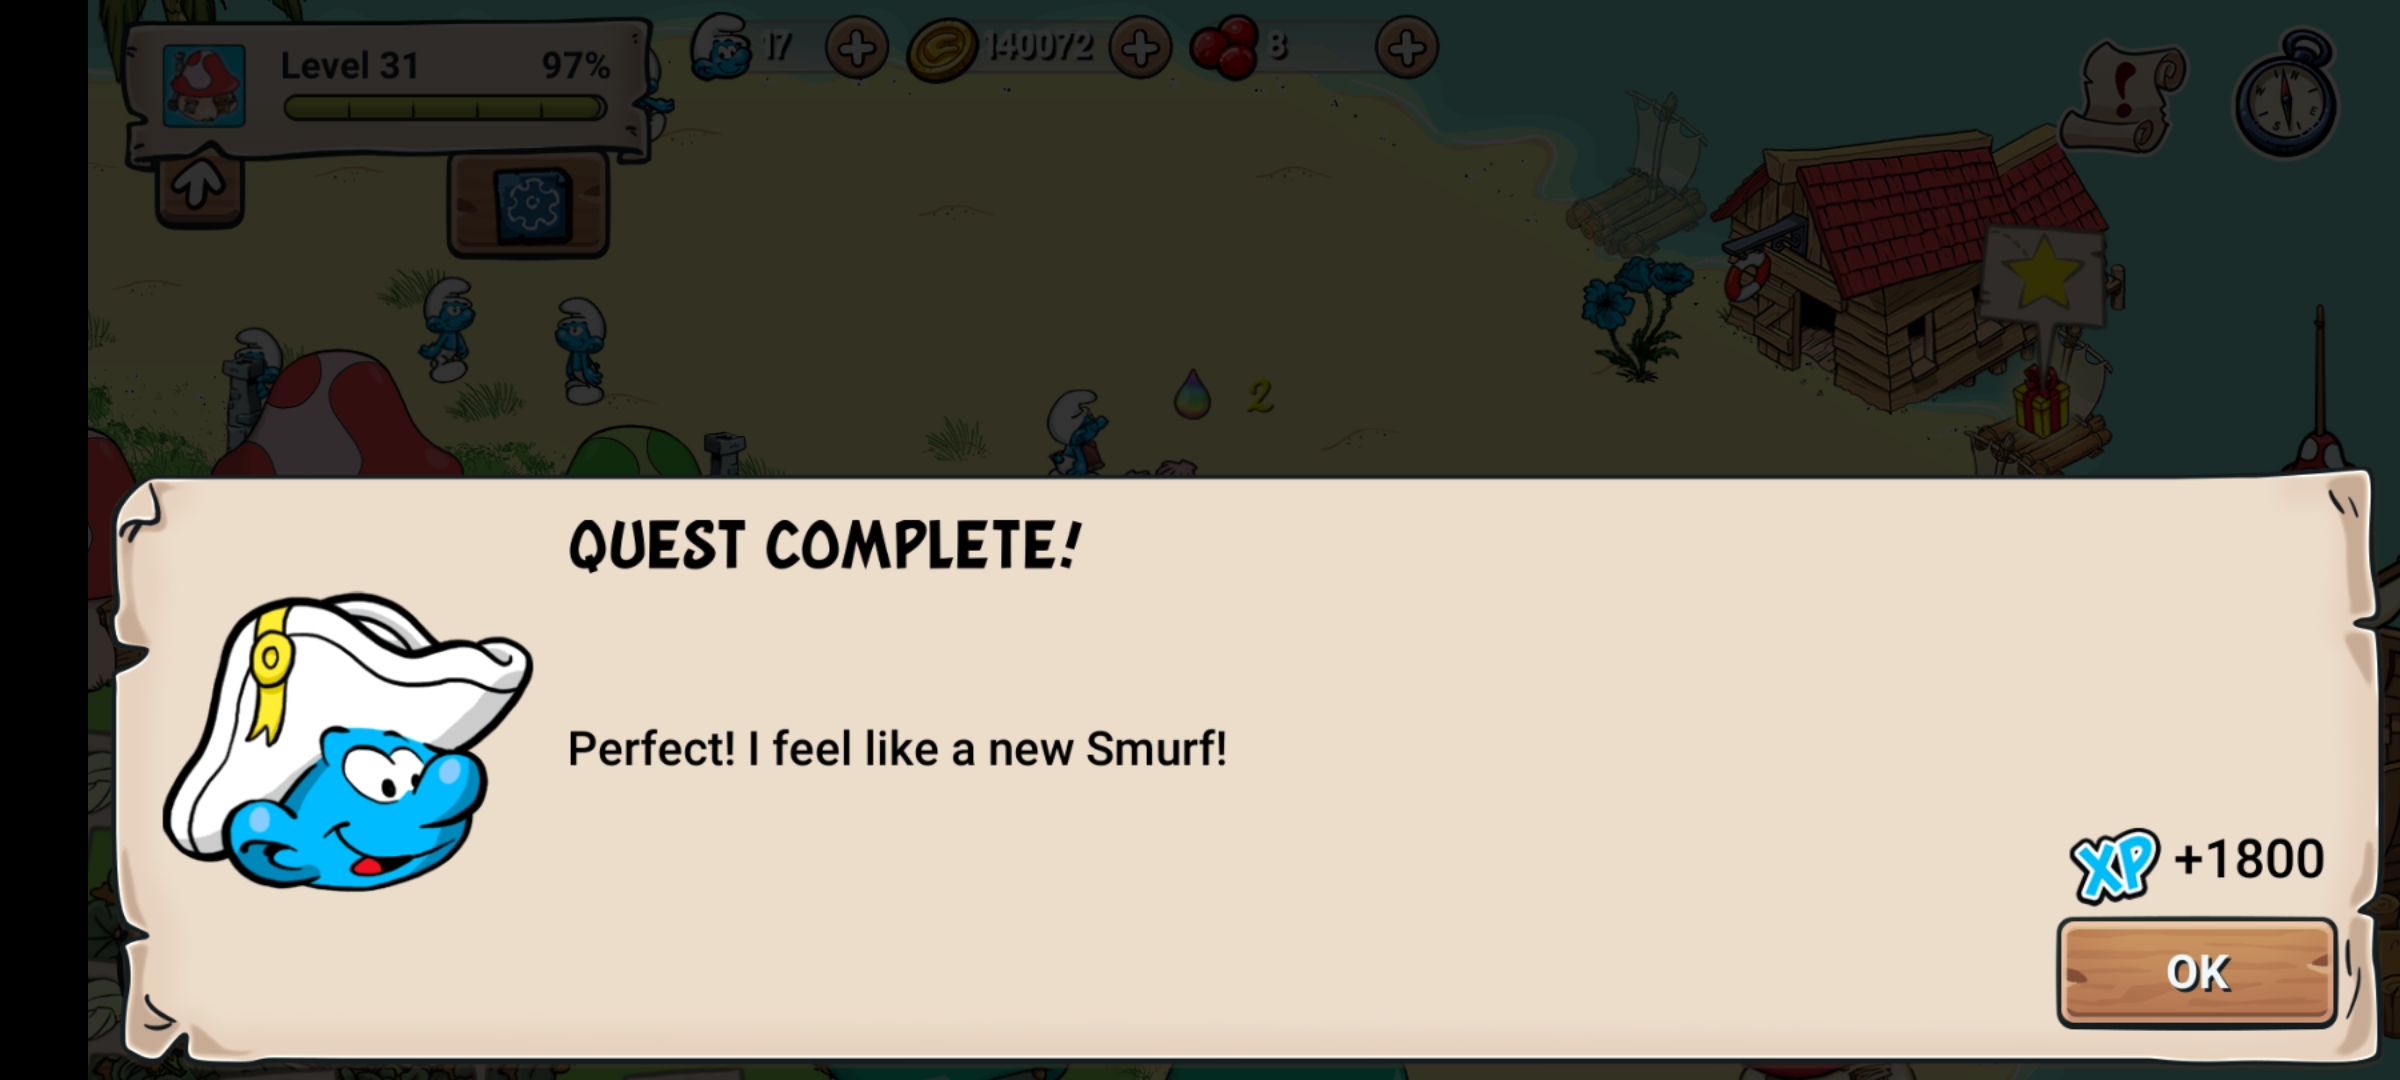 Level 31 97%
17
140072
8
2
QUEST COMPLETE!
Perfect! I feel like a new Smurf!
XP +1800
OK